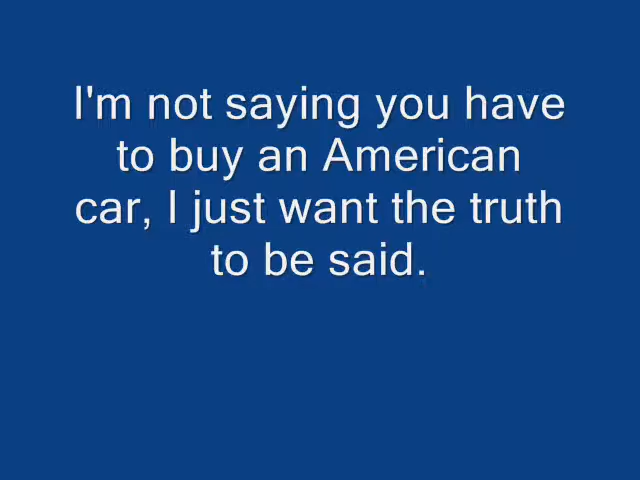 I'm not saying you have
to buy an American
car, I just want the truth
to be said.